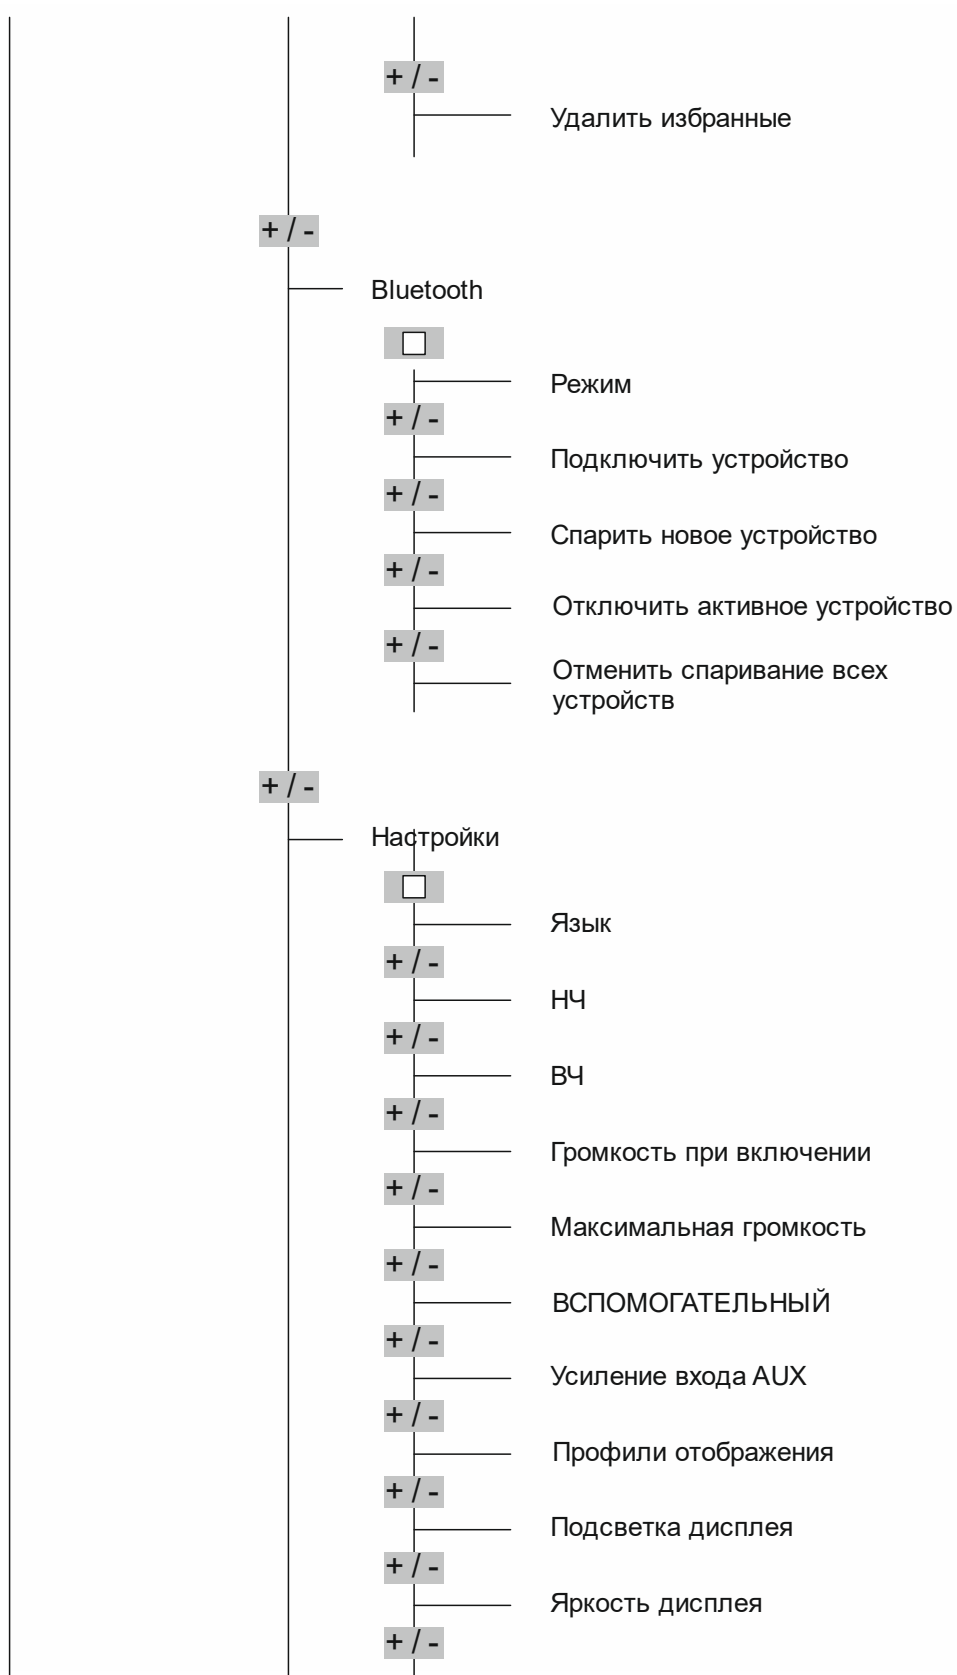 + / -
Удалить избранные
+ / -
Bluetooth
Режим
+ / -
Подключить устройство
+ / -
Спарить новое устройство
+ / -
Отключить активное устройство
+ / -
Отменить спаривание всех
устройств
+ / -
Настройки
Язык
+ / -
НЧ
+ / -
ВЧ
+ / -
Громкость при включении
+ / -
Максимальная громкость
+ / -
ВСПОМОГАТЕЛЬНЫЙ
+ / -
Усиление входа AUX
+ / -
Профили отображения
+ / -
Подсветка дисплея
+ / -
Яркость дисплея
+ / -